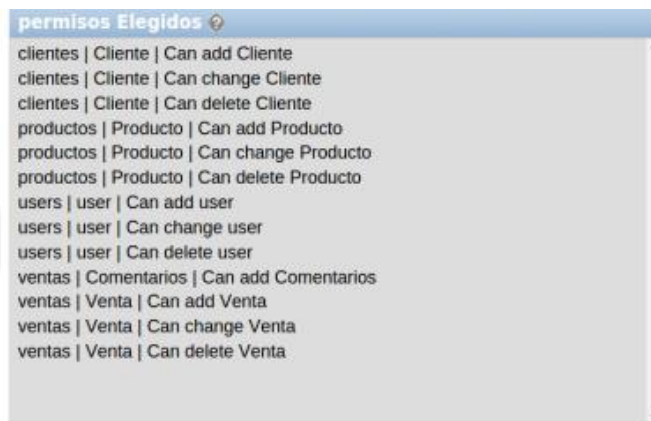 permisos Elegidos
clientes | Cliente | Can add Cliente
clientes | Cliente | Can change Cliente
clientes | Cliente | Can delete Cliente
productos | Producto | Can add Producto
productos | Producto | Can change Producto
productos | Producto | Can delete Producto
users | user | Can add user
users | user | Can change user
users | user | Can delete user
ventas | Comentarios | Can add Comentarios
ventas | Venta | Can add Venta
ventas | Venta | Can change Venta
ventas | Venta | Can delete Venta